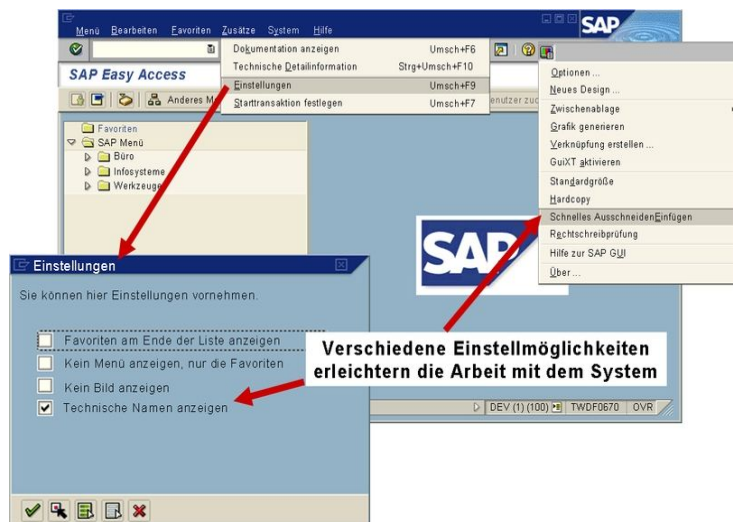 Menü Bearbeiten Favoriten Zusätze System Hilfe
SAP
Dokumentation anzeigen Umsch+F6
Technische Detailinformation Strg+Umsch+F10
Einstellungen Umsch+F9
Starttransaktion festlegen Umsch+F7
SAP Easy Access
Anderes M
enutzer zuo
Optionen ...
Neues Design ...
Zwischenablage
Grafik generieren
Verknüpfung erstellen ...
GuiXT aktivieren
Standardgröße
Hardcopy
Schnelles AusschneidenEinfügen
Rechtschreibprüfung
Hilfe zur SAP GUI
Über ...
Favoriten
SAP Menü
Büro
Infosysteme
Werkzeuge
SAP
Einstellungen
Sie können hier Einstellungen vornehmen.
Favoriten am Ende der Liste anzeigen
Kein Menü anzeigen, nur die Favoriten
Kein Bild anzeigen
Technische Namen anzeigen
Verschiedene Einstellmöglichkeiten
erleichtern die Arbeit mit dem System
DEV (1) (100) TWDF0670 OVR